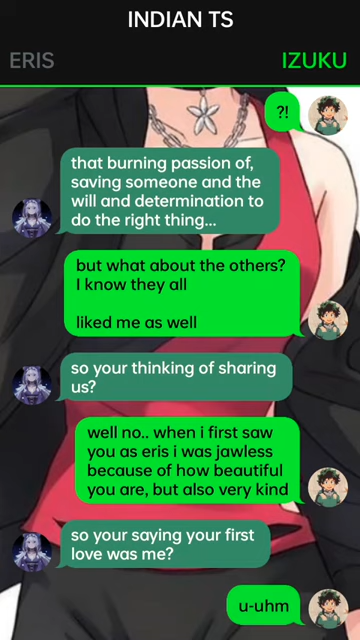 INDIAN TS
ERIS
IZUKU
?!
that burning passion of,
saving someone and the
will and determination to
do the right thing...
but what about the others?
I know they all
liked me as well
so your thinking of sharing
us?
well no.. when i first saw
you as eris i was jawless
because of how beautiful
you are, but also very kind
so your saying your first
love was me?
u-uhm